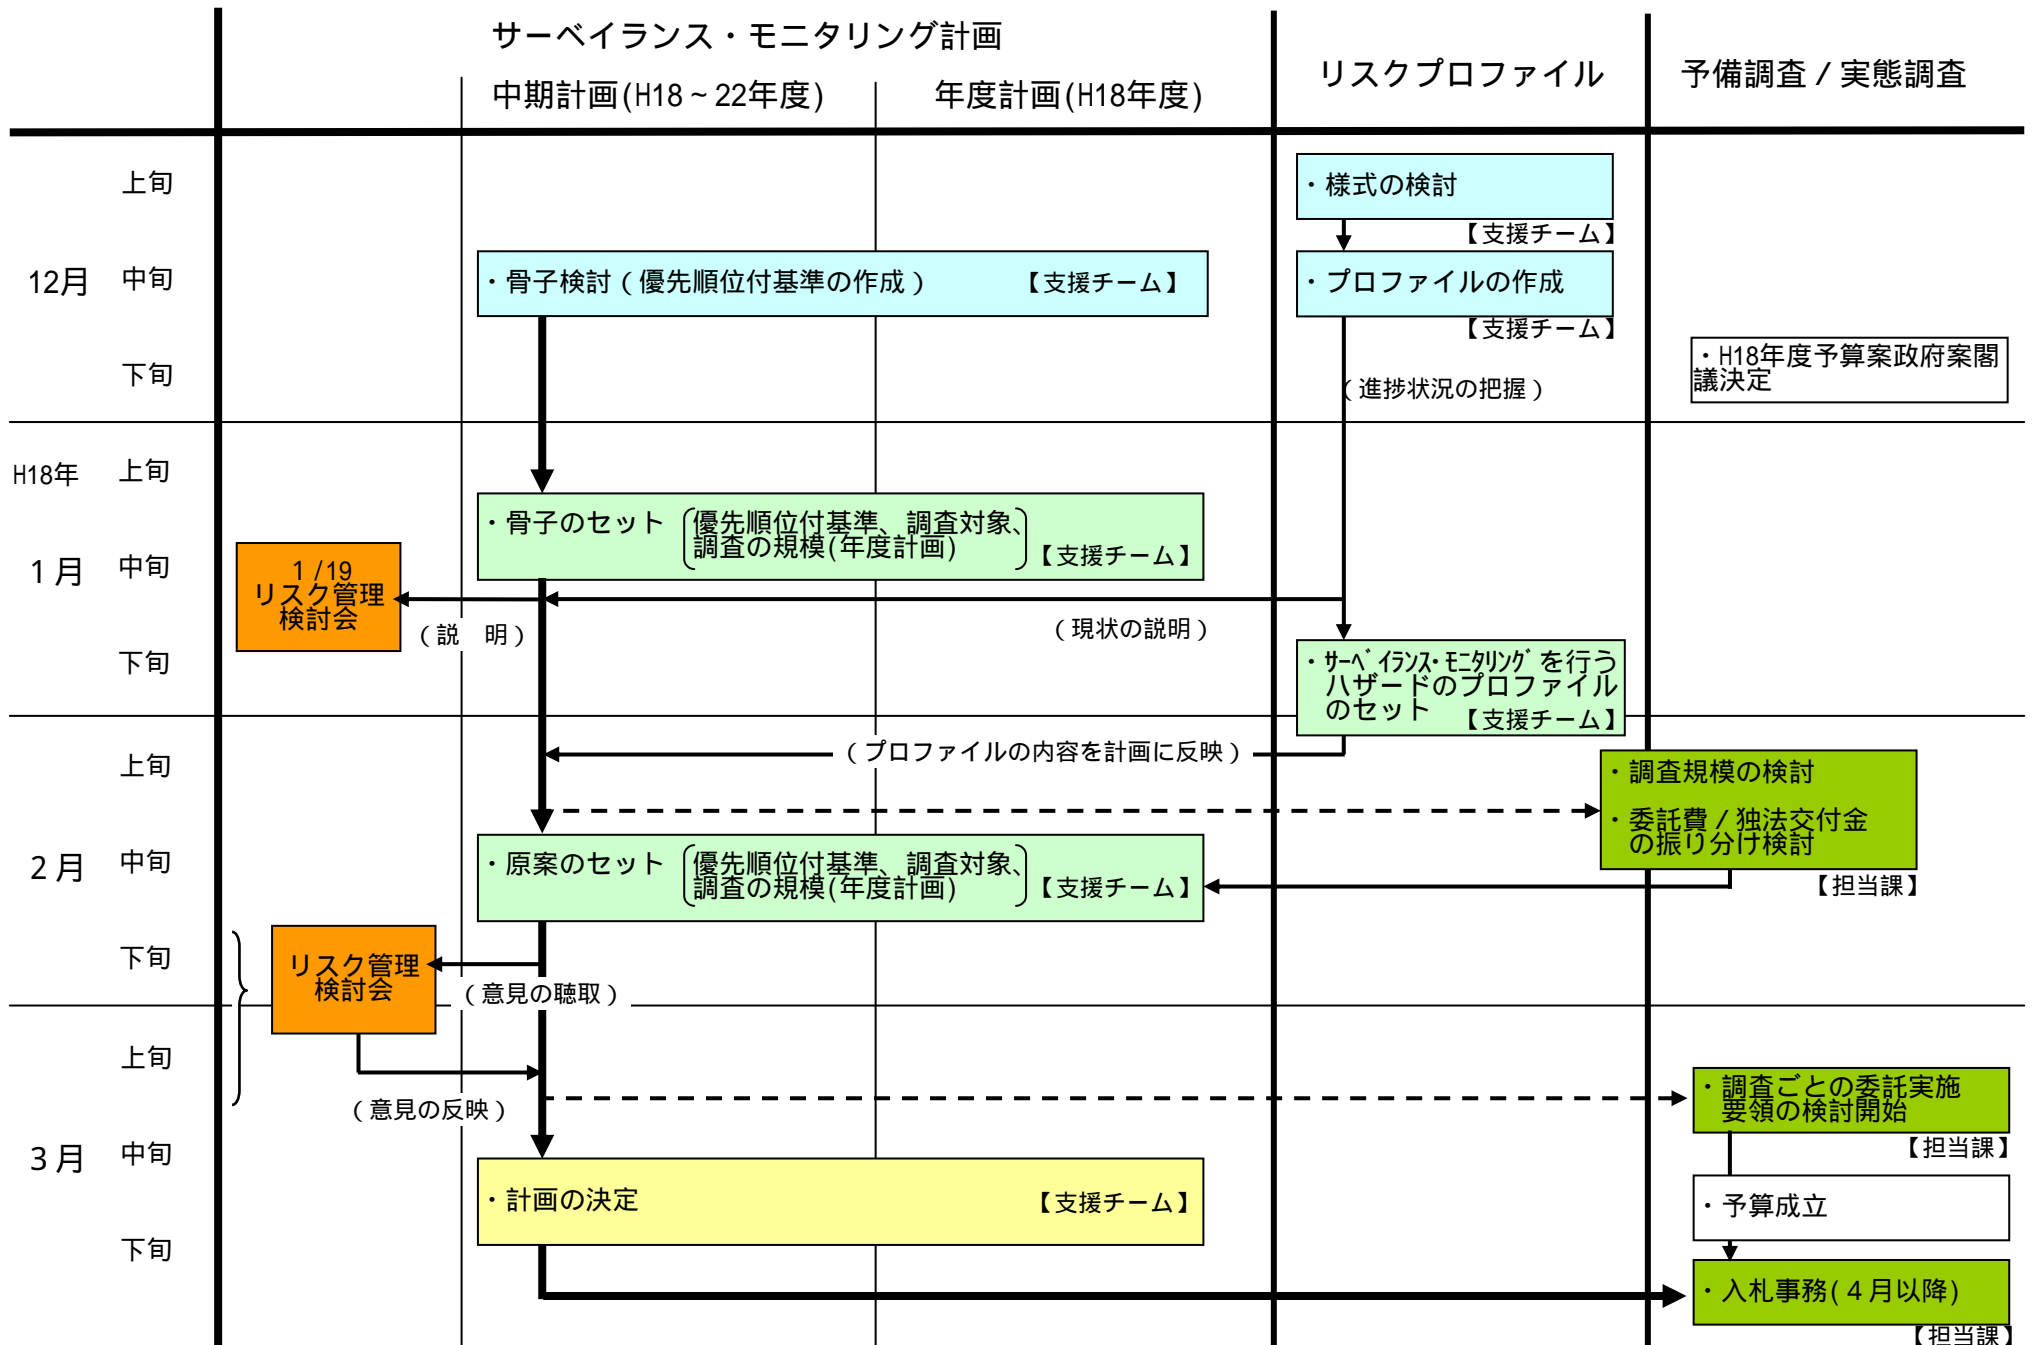 サーベイランス・モニタリング計画
中期計画(H18~22年度)
年度計画(H18年度)
リスクプロファイル
予備調査/実態調査
12月
上旬
中旬
下旬
・様式の検討
【支援チーム】
・骨子検討(優先順位付基準の作成) 【支援チーム】
・プロファイルの作成
【支援チーム】
(進捗状況の把握)
・H18年度予算案政府案閣
議決定
H18年
1月
上旬
中旬
下旬
・骨子のセット
優先順位付基準、調査対象、
調査の規模(年度計画)
【支援チーム】
1/19
リスク管理
検討会
(説 明)
(現状の説明)
・サーベイランス・モニタリングを行う
ハザードのプロファイル
のセット 【支援チーム】
2月
上旬
中旬
下旬
(プロファイルの内容を計画に反映)
・調査規模の検討
・委託費/独法交付金
の振り分け検討
【担当課】
・原案のセット
優先順位付基準、調査対象、
調査の規模(年度計画)
【支援チーム】
リスク管理
検討会
(意見の聴取)
3月
上旬
中旬
下旬
(意見の反映)
・調査ごとの委託実施
要領の検討開始
【担当課】
・計画の決定 【支援チーム】
・予算成立
・入札事務(4月以降)
【担当課】